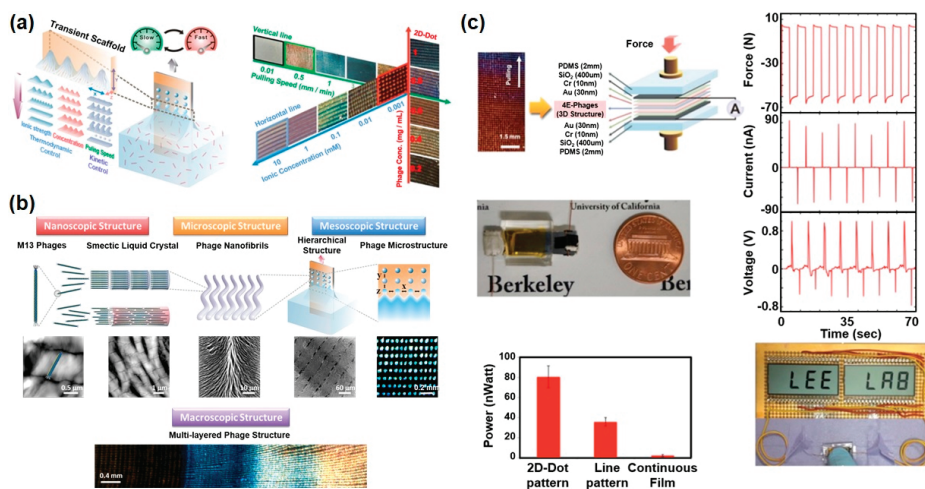 (a)
Transient Scaffold
Slow
Fast
Ionic strength
Thermodynamic
Control
Concentration
Puling Speed
Kinetic
Control
Vertical line
0.01
0.5
1
Pulling Speed (mm / min)
Horizontal line
10
1
0.1
0.01
0.001
Ionic Concentration (mM)
2D-Dot
Phage Conc. (mg / mL)
(b)
Nanoscopic Structure
Microscopic Structure
Mesoscopic Structure
M13 Phages
Smectic Liquid Crystal
Phage Nanofibrils
Hierarchical
Structure
Phage Microstructure
y
z
x
0.5 μm
1 μm
10 μm
60 μm
0.2 mm
Macroscopic Structure
Multi-layered Phage Structure
0.4 mm
(c)
Pulling
1.5 mm
Force
PDMS (2mm)
SiO2 (400um)
Cr (10nm)
Au (30nm)
4E-Phages
(3D Structure)
Au (30nm)
Cr (10nm)
SiO2 (400um)
PDMS (2mm)
A
University of California
Berkeley
Ber
ONE CENT
Force (N)
10
-30
-70
Current (nA)
90
0
-90
Voltage (V)
0.8
0
-0.8
0
35
70
Time (sec)
Power (nWatt)
100
80
60
40
20
0
2D-Dot
pattern
Line
pattern
Continuous
Film
LEE
LAB